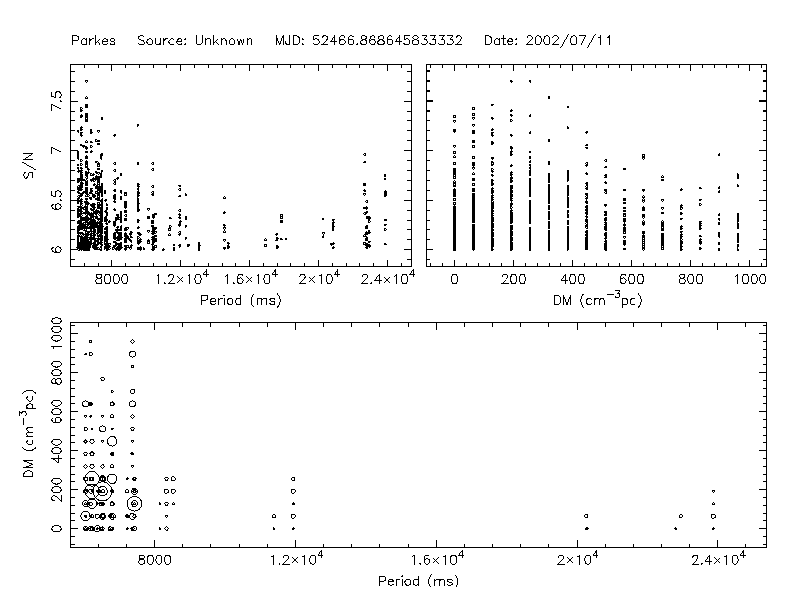 Parkes Source: Unknown MJD: 52466.868645833332 Date: 2002/07/11
S/N
7.5
7
6.5
6
8000 1.2×10⁴ 1.6×10⁴ 2×10⁴ 2.4×10⁴
Period (ms)
0 200 400 600 800 1000
DM (cm⁻³pc)
DM (cm⁻³pc)
1000
800
600
400
200
0
8000 1.2×10⁴ 1.6×10⁴ 2×10⁴ 2.4×10⁴
Period (ms)